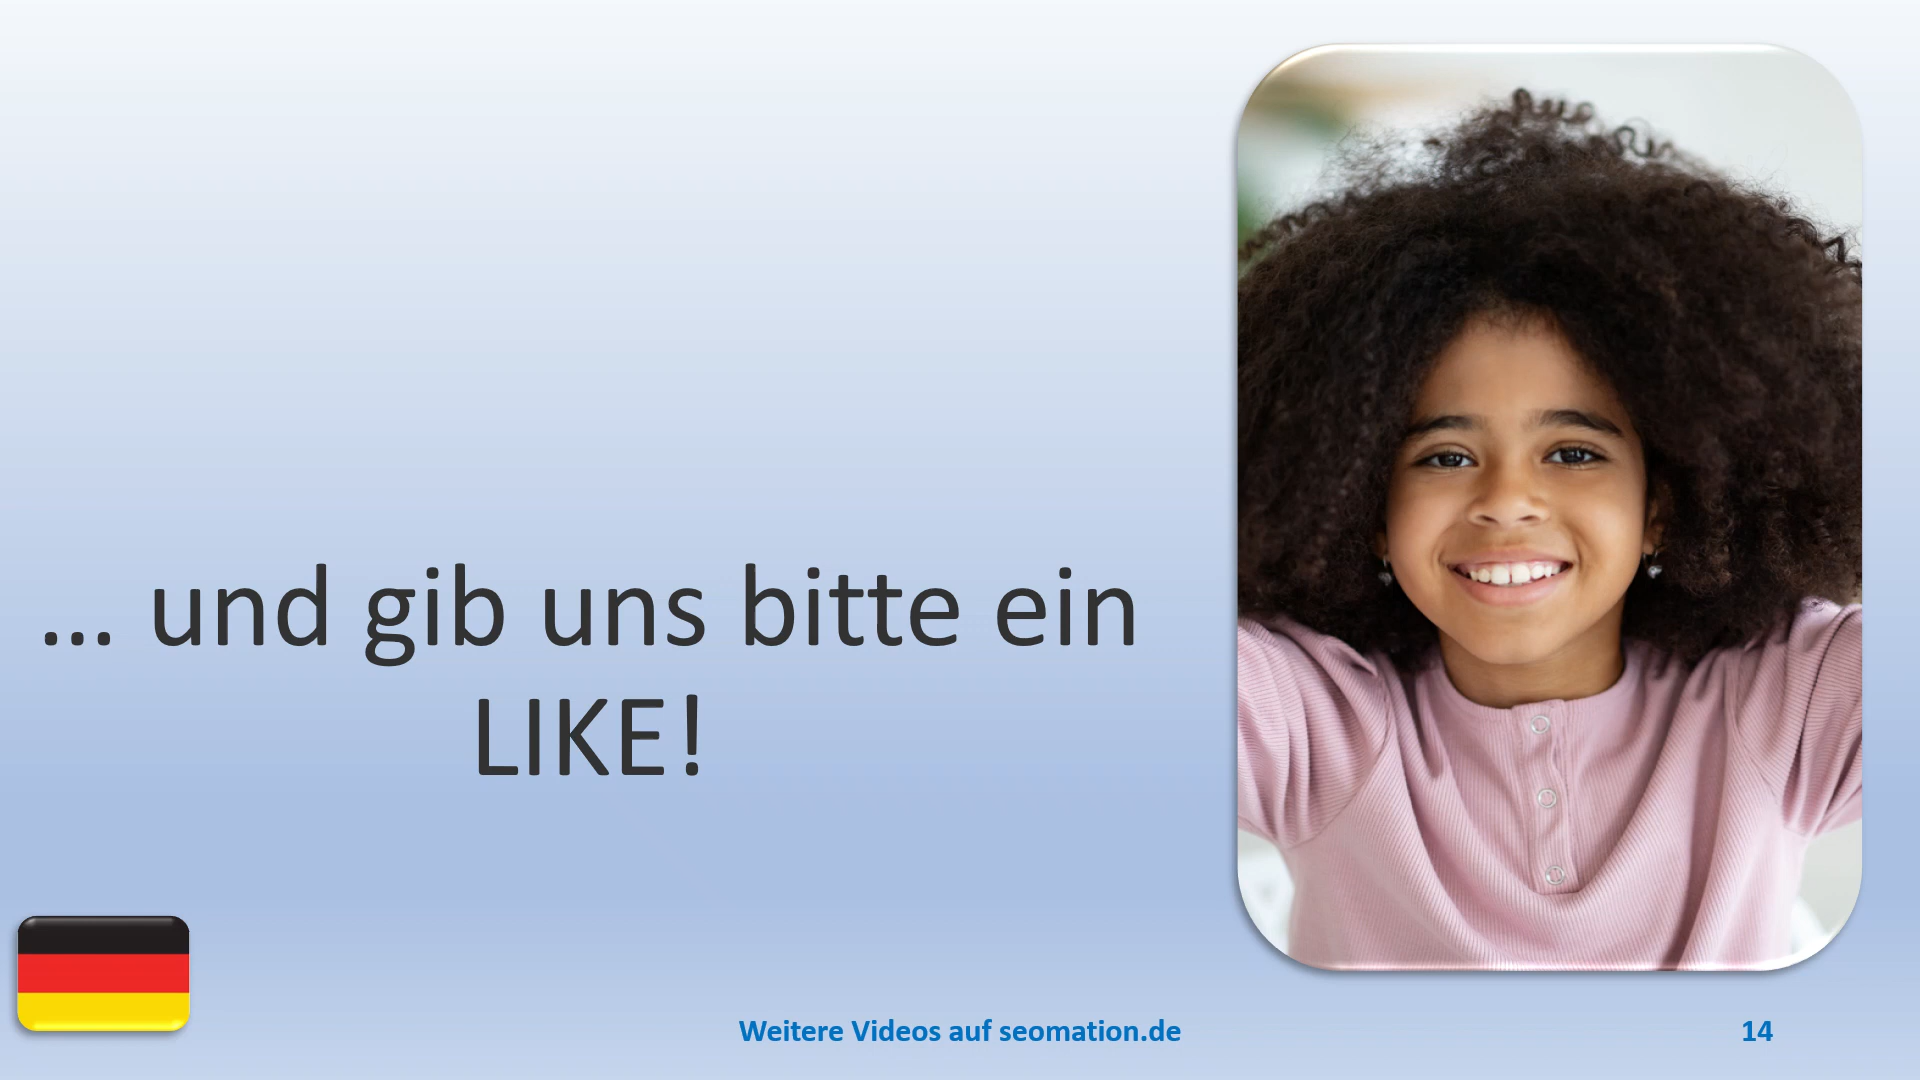 ... und gib uns bitte ein
LIKE!
Weitere Videos auf seomation.de
14